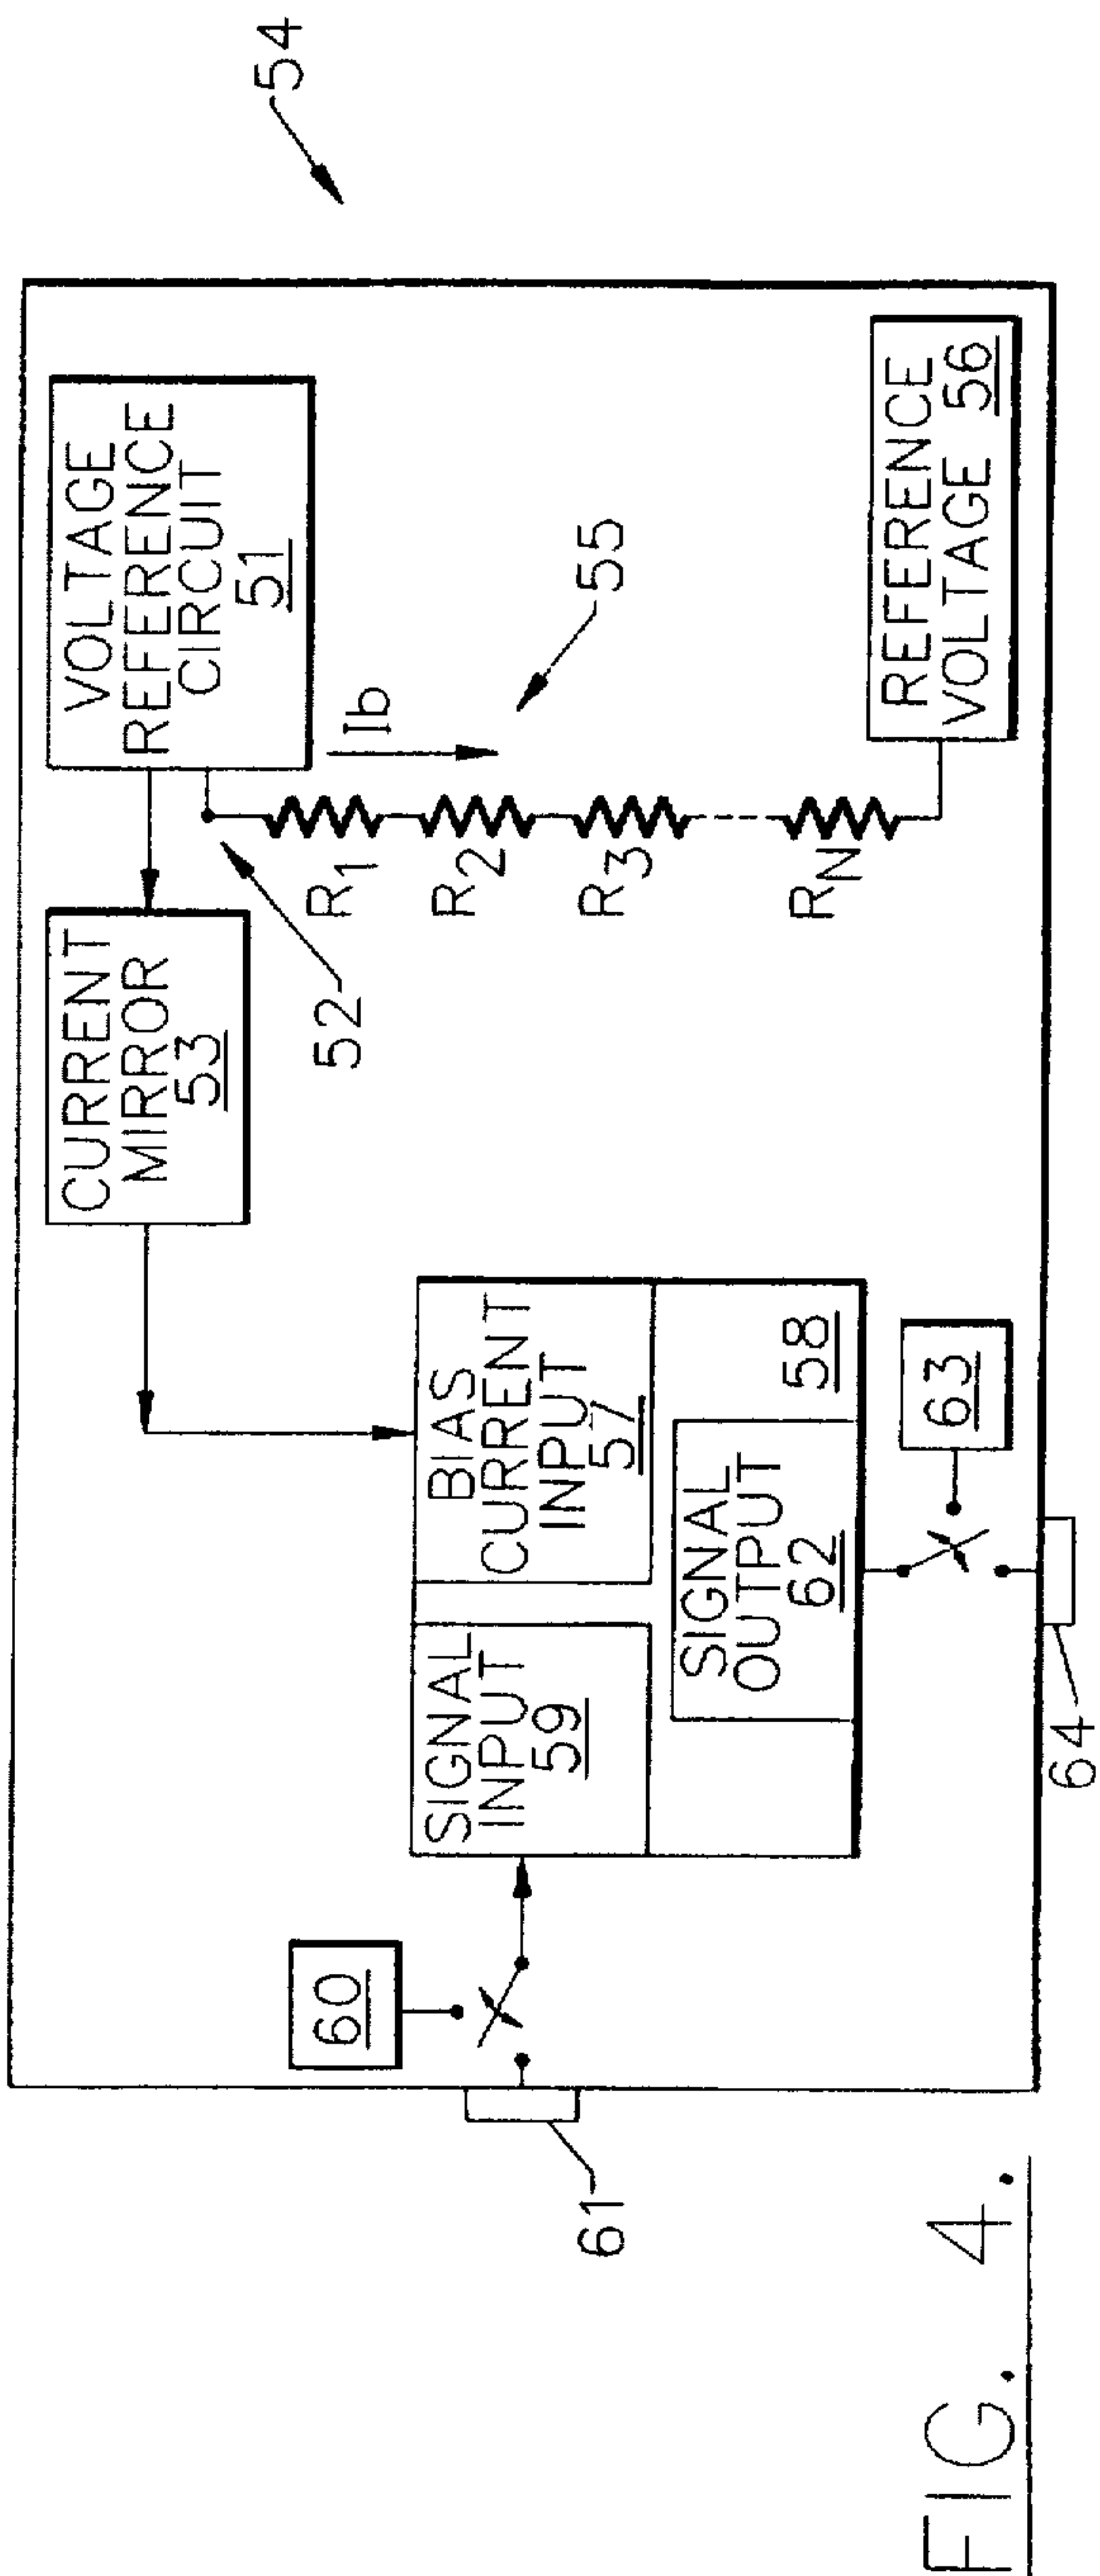 54
VOLTAGE
REFERENCE
CIRCUIT
51
CURRENT
MIRROR
53
Ib
52
55
R1
R2
R3
RN
REFERENCE
VOLTAGE 56
BIAS
CURRENT
INPUT
57
SIGNAL
INPUT
59
58
SIGNAL
OUTPUT
62
60
61
63
64
FIG. 4.